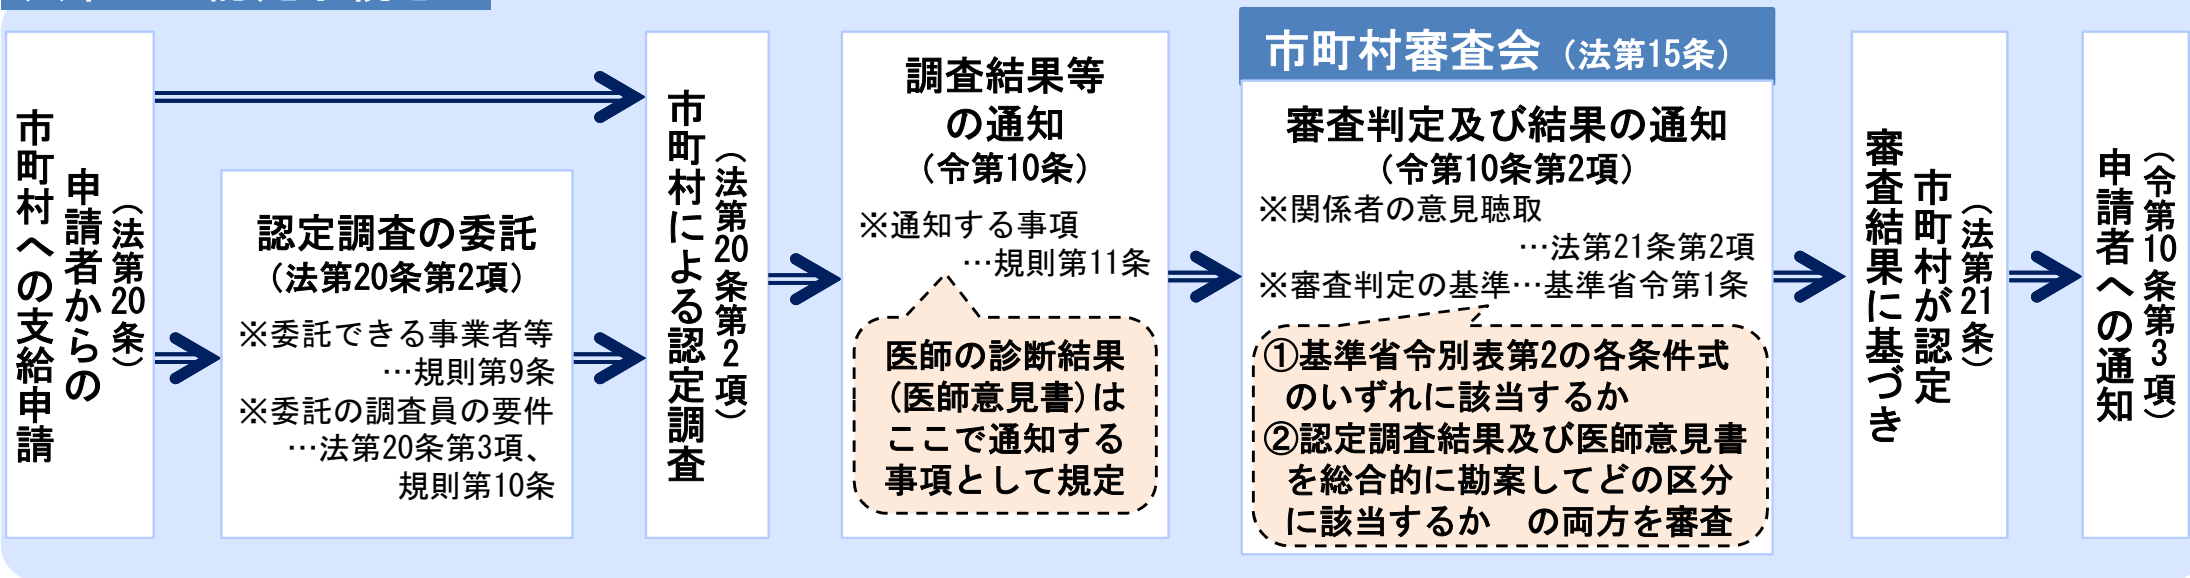 申請者からの
市町村への支給申請
（法第20条）
認定調査の委託
（法第20条第2項）
※委託できる事業者等
…規則第9条
※委託の調査員の要件
…法第20条第3項、
規則第10条
市町村による認定調査
（法第20条第2項）
調査結果等
の通知
（令第10条）
※通知する事項
…規則第11条
医師の診断結果
（医師意見書）は
ここで通知する
事項として規定
市町村審査会（法第15条）
審査判定及び結果の通知
（令第10条第2項）
※関係者の意見聴取
…法第21条第2項
※審査判定の基準…基準省令第1条
①基準省令別表第2の各条件式
のいずれに該当するか
②認定調査結果及び医師意見書
を総合的に勘案してどの区分
に該当するか　の両方を審査
審査結果に基づき
市町村が認定
（法第21条）
申請者への通知
（令第10条第3項）